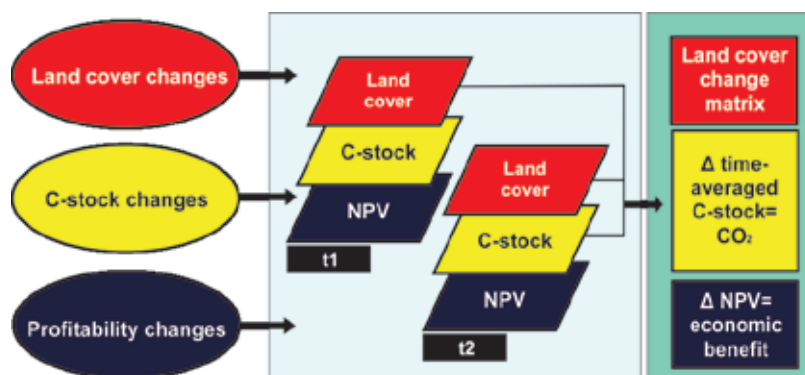 Land cover changes
C-stock changes
Profitability changes
Land
cover
C-stock
NPV
t1
Land
cover
C-stock
NPV
t2
Land cover
change
matrix
Δ time-
averaged
C-stock=
CO₂
Δ NPV=
economic
benefit